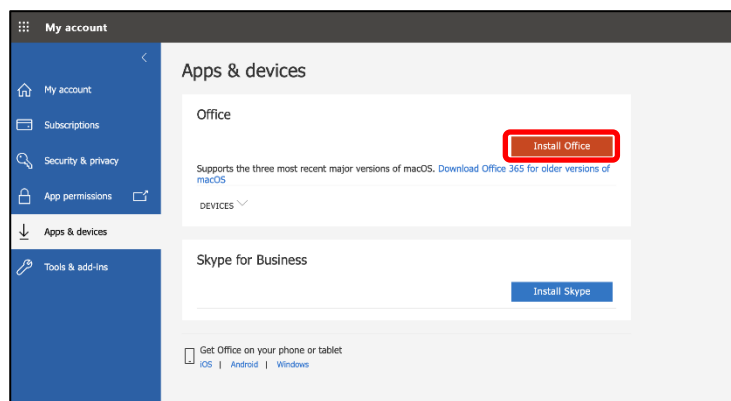 My account
My account
Subscriptions
Security & privacy
App permissions
Apps & devices
Tools & add-ins
Apps & devices
Office
Install Office
Supports the three most recent major versions of macOS. Download Office 365 for older versions of
macOS
DEVICES
Skype for Business
Install Skype
Get Office on your phone or tablet
iOS | Android | Windows